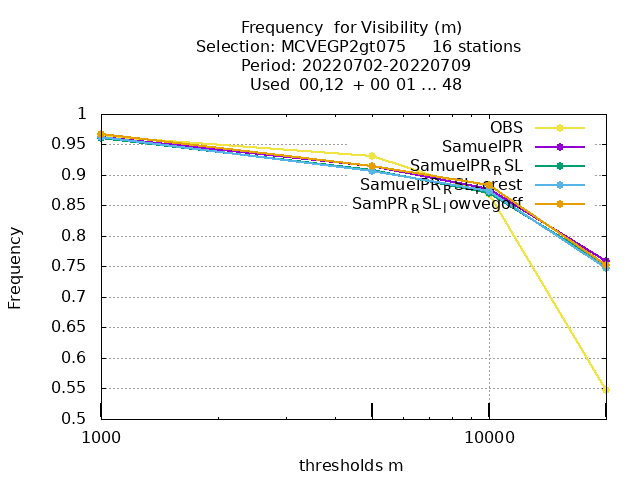 Frequency for Visibility (m)
Selection: MCVEGP2gt075 16 stations
Period: 20220702-20220709
Used 00,12 + 00 01 ... 48
OBS
SamuelPR
SamuelPR_RSL
SamPR_RSL_lowvegoff
1
0.95
0.9
0.85
0.8
0.75
0.7
0.65
0.6
0.55
0.5
Frequency
1000
10000
thresholds m